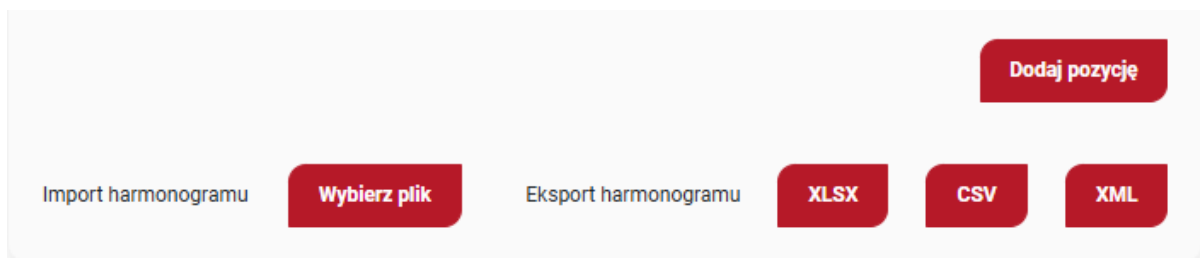 Dodaj pozycję
Import harmonogramu Wybierz plik Eksport harmonogramu XLSX CSV XML